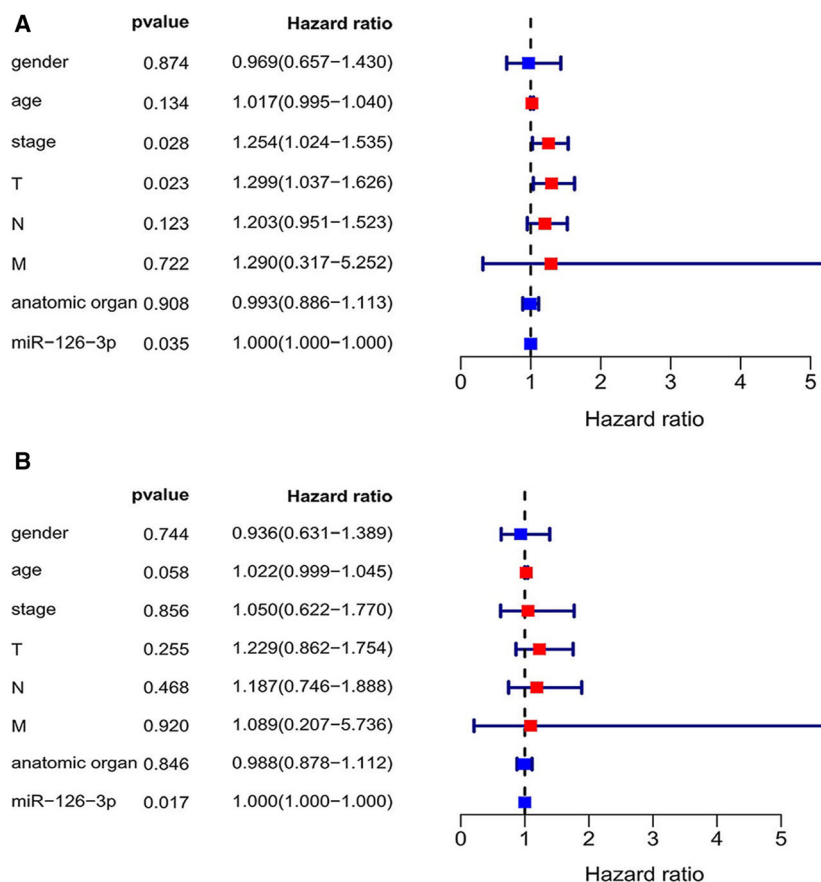 A
pvalue Hazard ratio
gender 0.874 0.969(0.657−1.430)
age 0.134 1.017(0.995−1.040)
stage 0.028 1.254(1.024−1.535)
T 0.023 1.299(1.037−1.626)
N 0.123 1.203(0.951−1.523)
M 0.722 1.290(0.317−5.252)
anatomic organ 0.908 0.993(0.886−1.113)
miR−126−3p 0.035 1.000(1.000−1.000)
0 1 2 3 4 5
Hazard ratio
B
pvalue Hazard ratio
gender 0.744 0.936(0.631−1.389)
age 0.058 1.022(0.999−1.045)
stage 0.856 1.050(0.622−1.770)
T 0.255 1.229(0.862−1.754)
N 0.468 1.187(0.746−1.888)
M 0.920 1.089(0.207−5.736)
anatomic organ 0.846 0.988(0.878−1.112)
miR−126−3p 0.017 1.000(1.000−1.000)
0 1 2 3 4 5
Hazard ratio